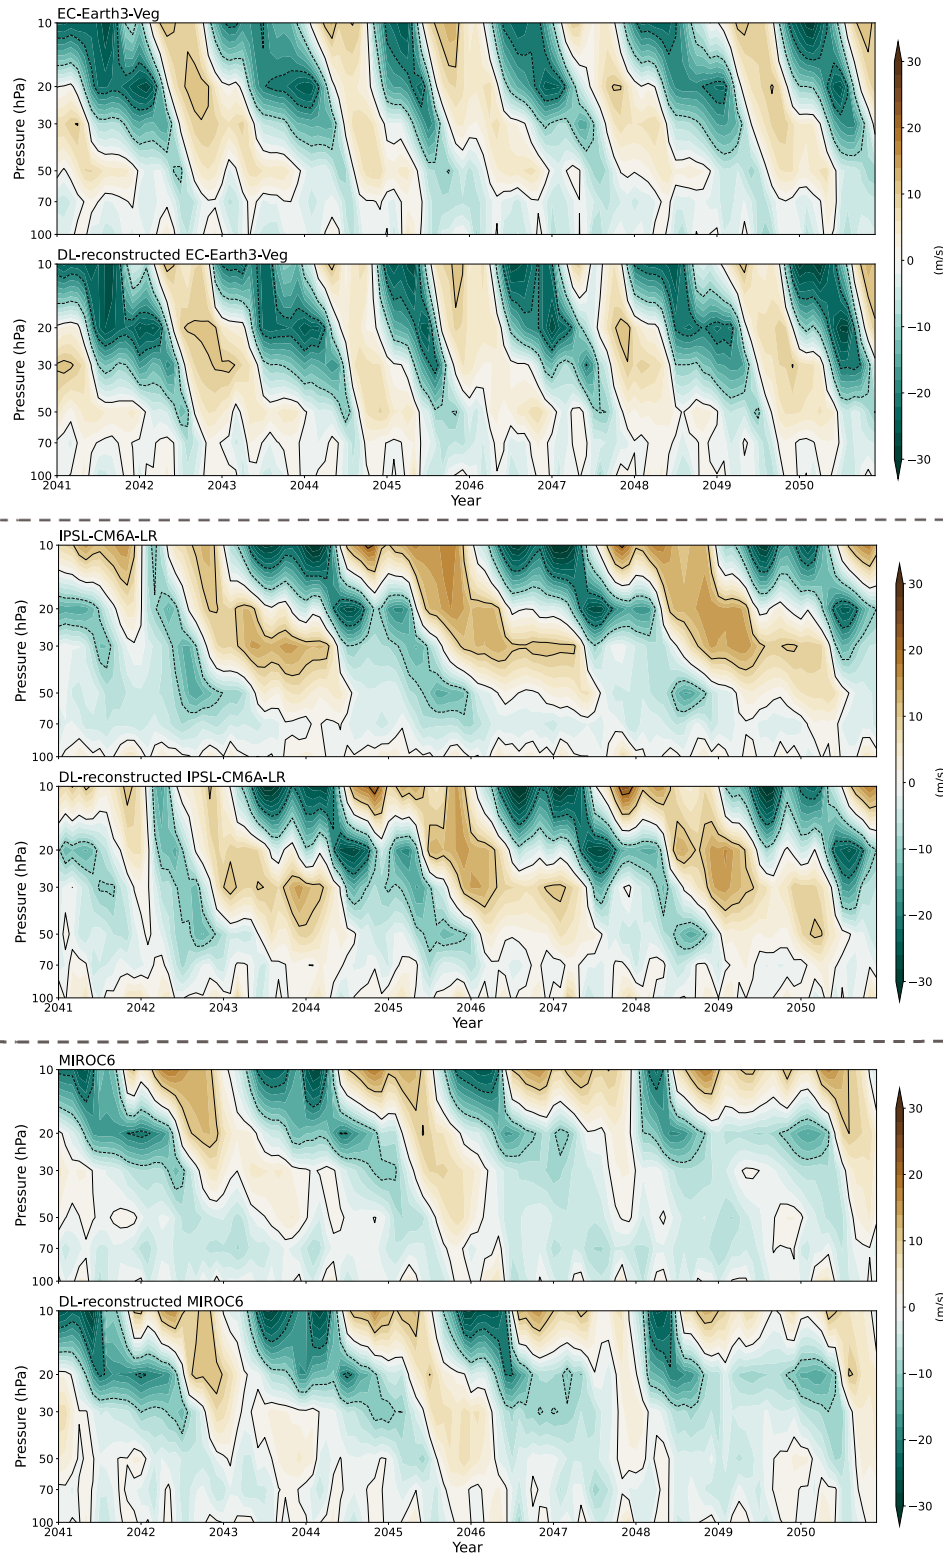 EC-Earth3-Veg
10
20
30
50
70
100
Pressure (hPa)
DL-reconstructed EC-Earth3-Veg
10
20
30
50
70
100
Pressure (hPa)
2041 2042 2043 2044 2045 2046 2047 2048 2049 2050
Year
30
20
10
0
−10
−20
−30
(m/s)
IPSL-CM6A-LR
10
20
30
50
70
100
Pressure (hPa)
DL-reconstructed IPSL-CM6A-LR
10
20
30
50
70
100
Pressure (hPa)
2041 2042 2043 2044 2045 2046 2047 2048 2049 2050
Year
30
20
10
0
−10
−20
−30
(m/s)
MIROC6
10
20
30
50
70
100
Pressure (hPa)
DL-reconstructed MIROC6
10
20
30
50
70
100
Pressure (hPa)
2041 2042 2043 2044 2045 2046 2047 2048 2049 2050
Year
30
20
10
0
−10
−20
−30
(m/s)